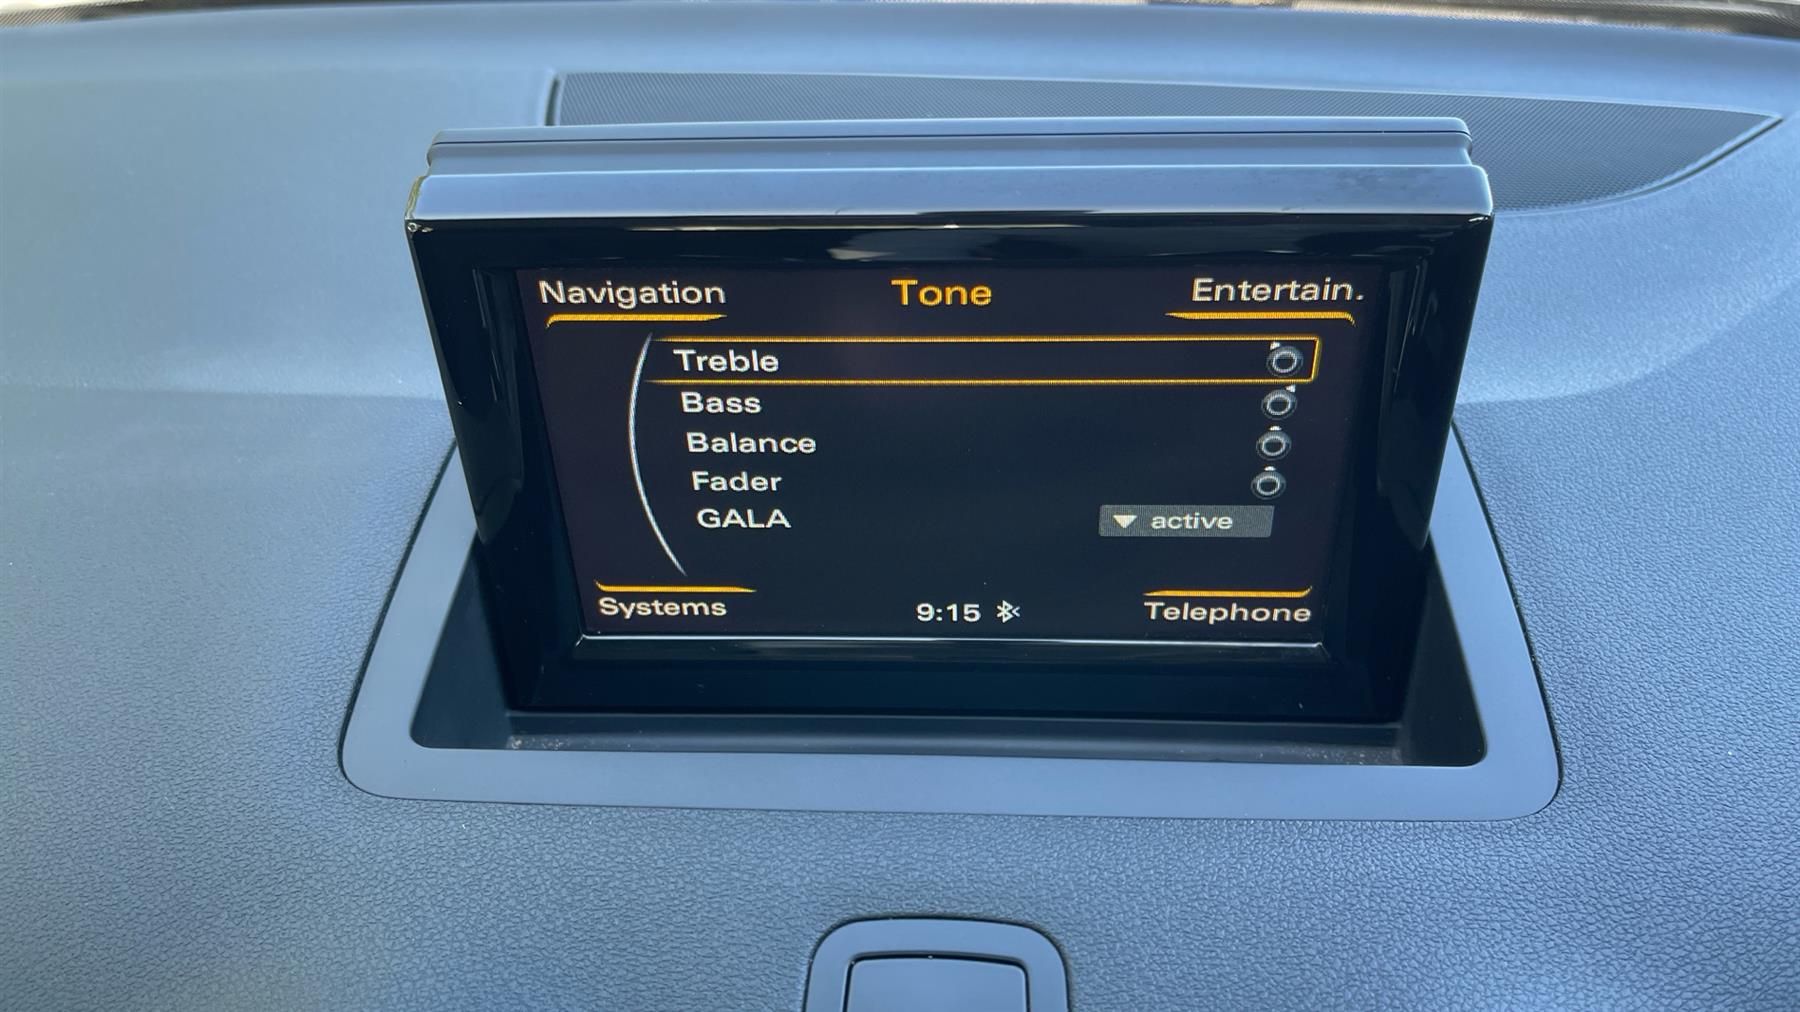 Navigation Tone Entertain.
Treble
Bass
Balance
Fader
GALA active
Systems 9:15 Telephone